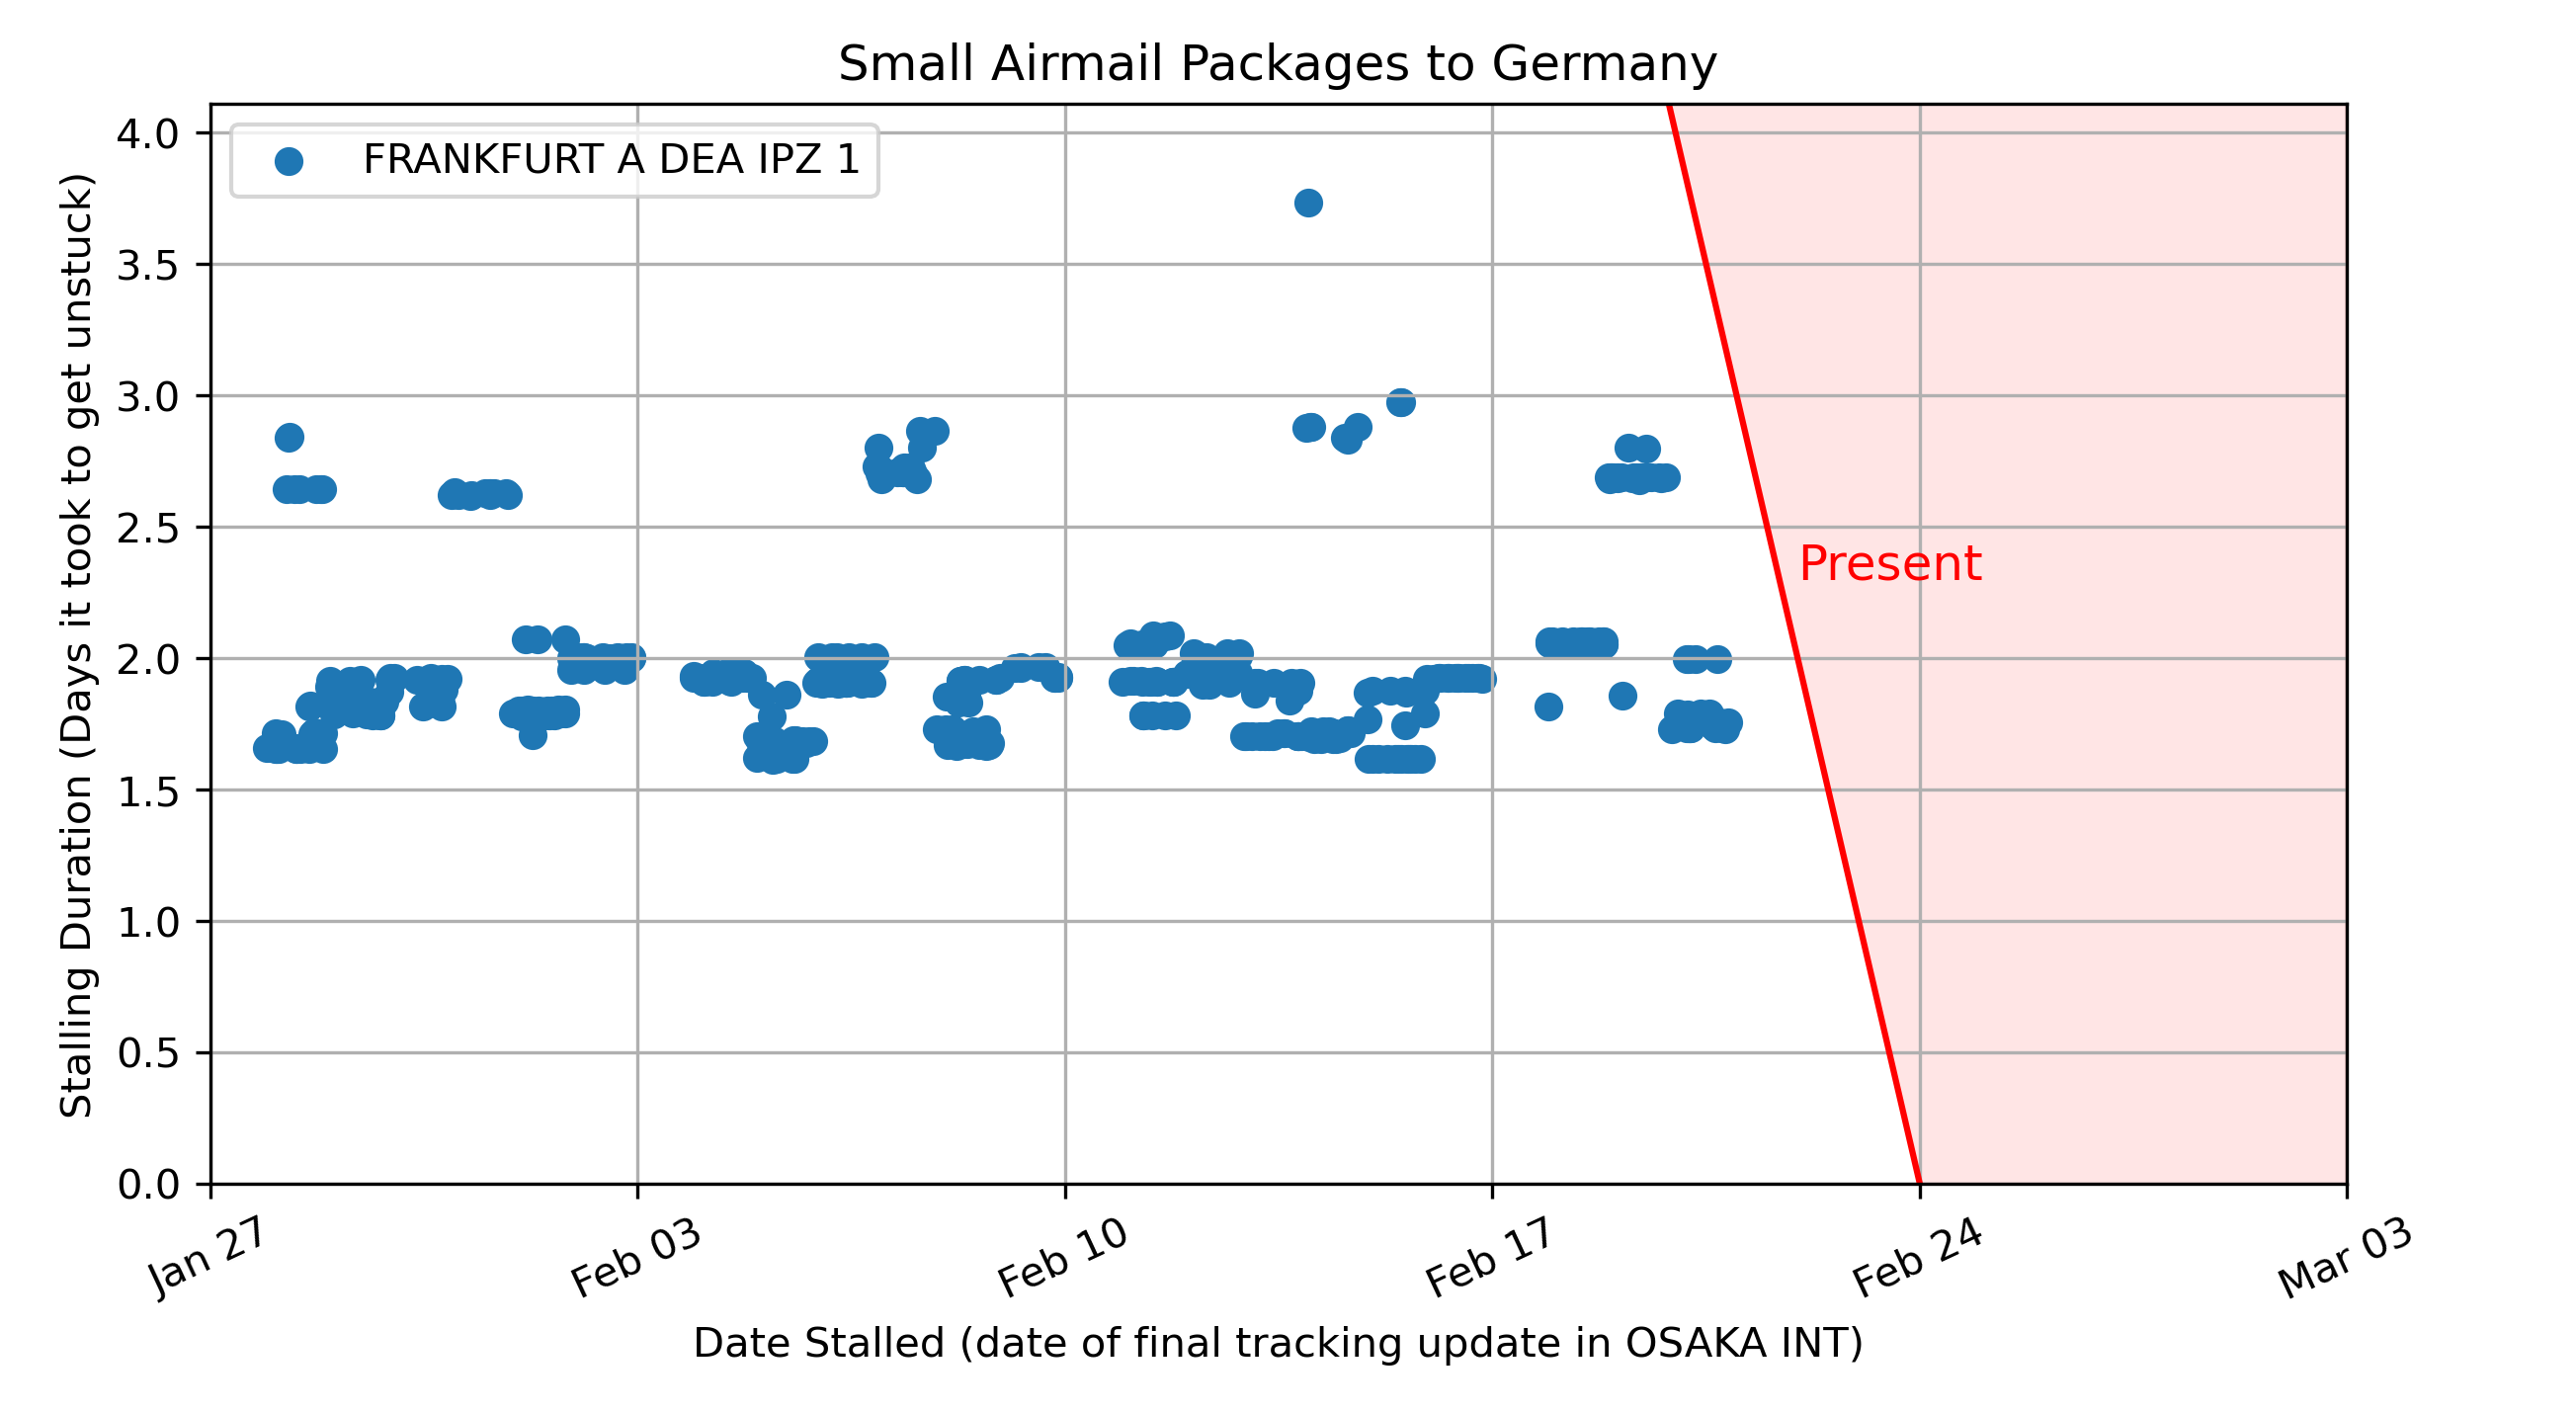 Small Airmail Packages to Germany
FRANKFURT A DEA IPZ 1
Stalling Duration (Days it took to get unstuck)
4.0
3.5
3.0
2.5
2.0
1.5
1.0
0.5
0.0
Present
Jan 27
Feb 03
Feb 10
Feb 17
Feb 24
Mar 03
Date Stalled (date of final tracking update in OSAKA INT)